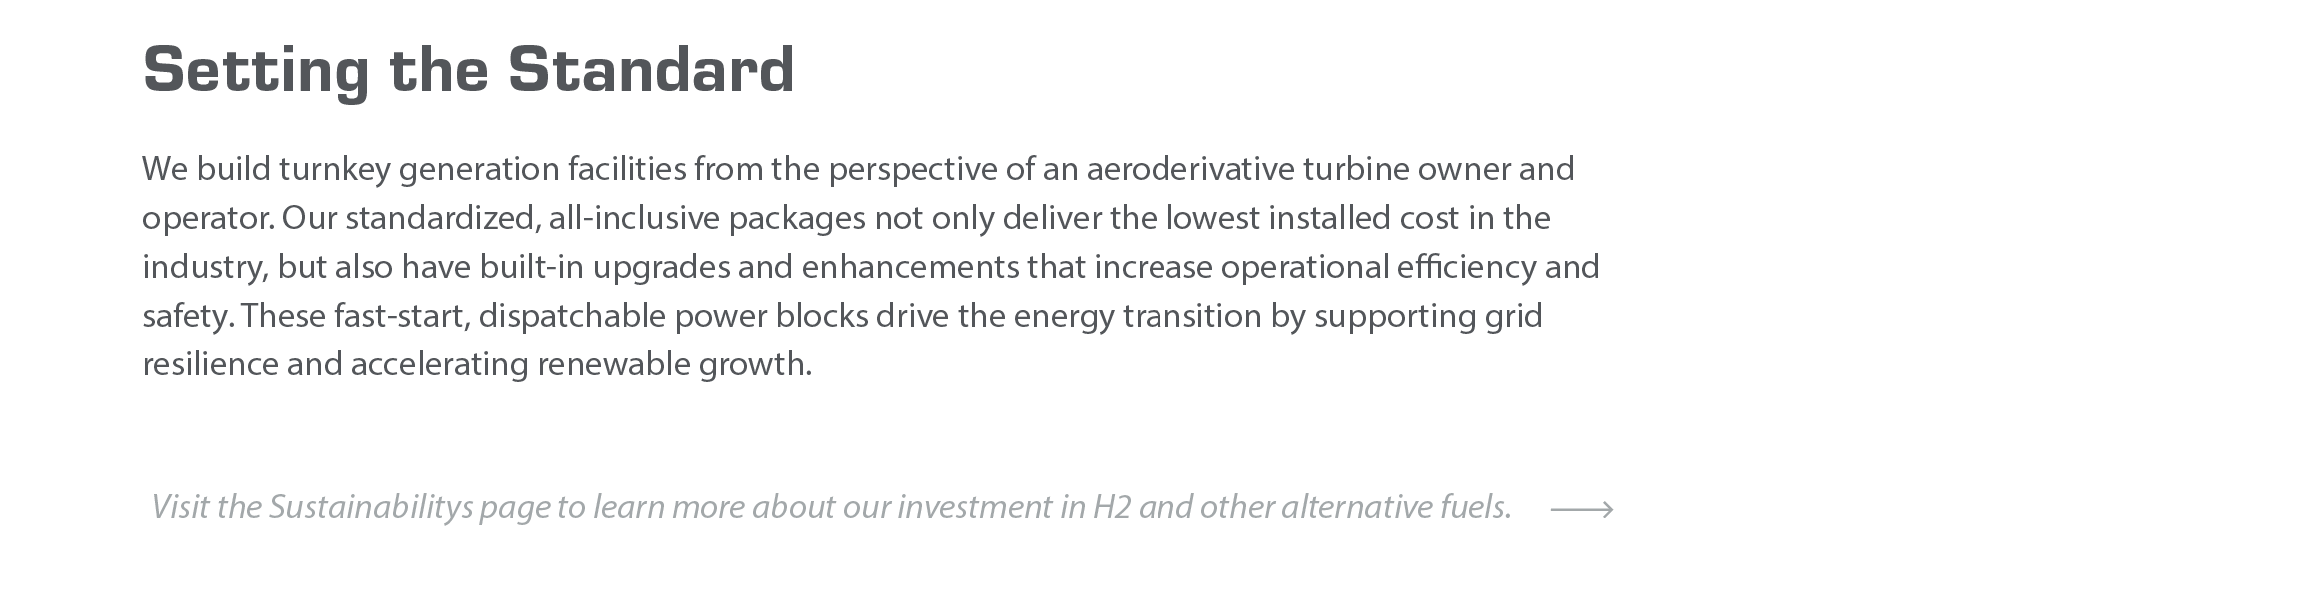 Setting the Standard
We build turnkey generation facilities from the perspective of an aeroderivative turbine owner and
operator. Our standardized, all-inclusive packages not only deliver the lowest installed cost in the
industry, but also have built-in upgrades and enhancements that increase operational efficiency and
safety. These fast-start, dispatchable power blocks drive the energy transition by supporting grid
resilience and accelerating renewable growth.
Visit the Sustainabilitys page to learn more about our investment in H2 and other alternative fuels.